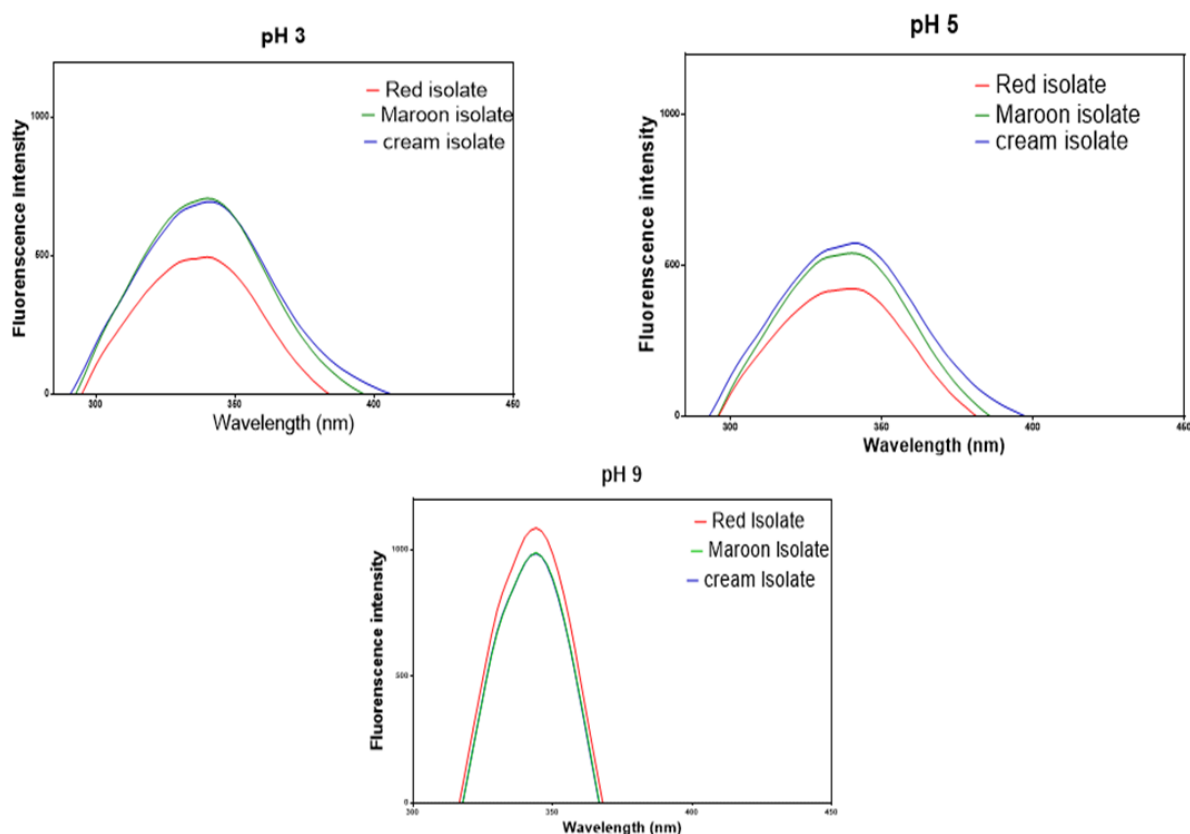 pH 3
Red isolate
Maroon isolate
cream isolate
1000
500
0
300
350
400
450
Fluorenscence intensity
Wavelength (nm)
pH 5
Red isolate
Maroon isolate
cream isolate
1000
500
0
300
350
400
450
Fluorenscence intensity
Wavelength (nm)
pH 9
Red Isolate
Maroon Isolate
cream Isolate
1000
500
0
300
350
400
450
Fluorenscence intensity
Wavelength (nm)